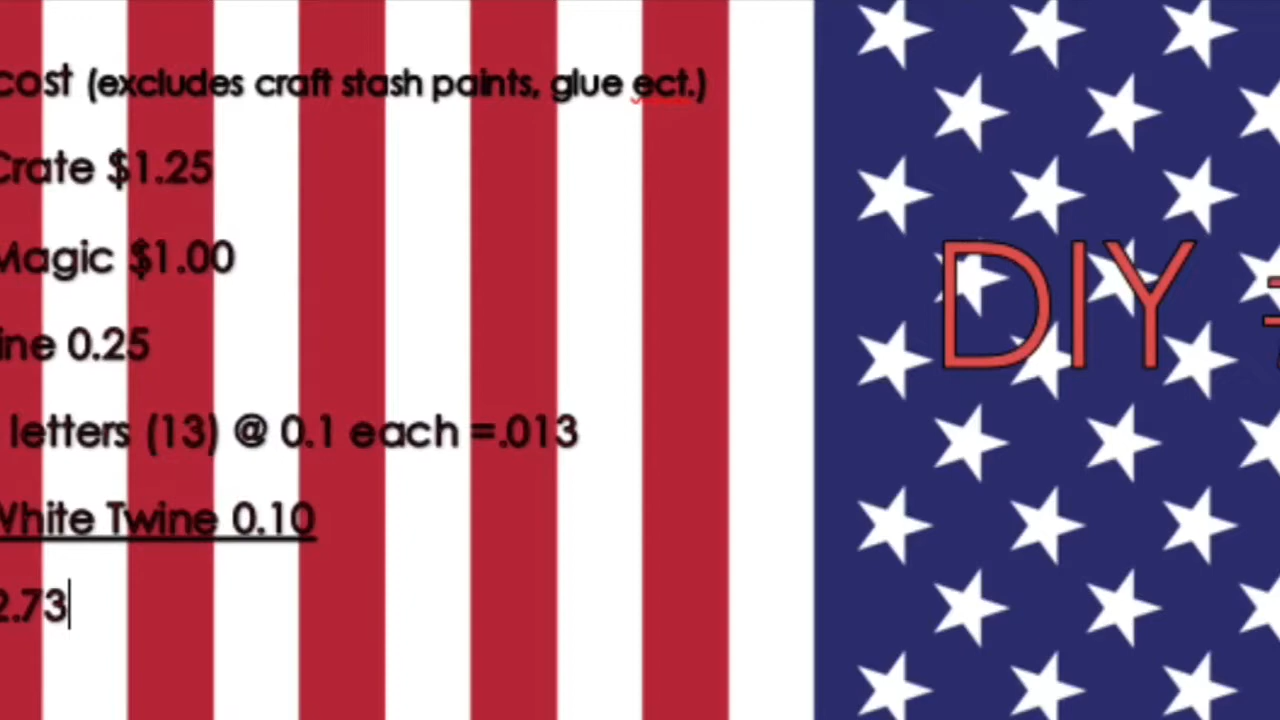 cost (excludes craft stash paints, glue ect.)
Crate $1.25
Magic $1.00
ine 0.25
letters (13) @ 0.1 each =.013
White Twine 0.10
2.73
DIY